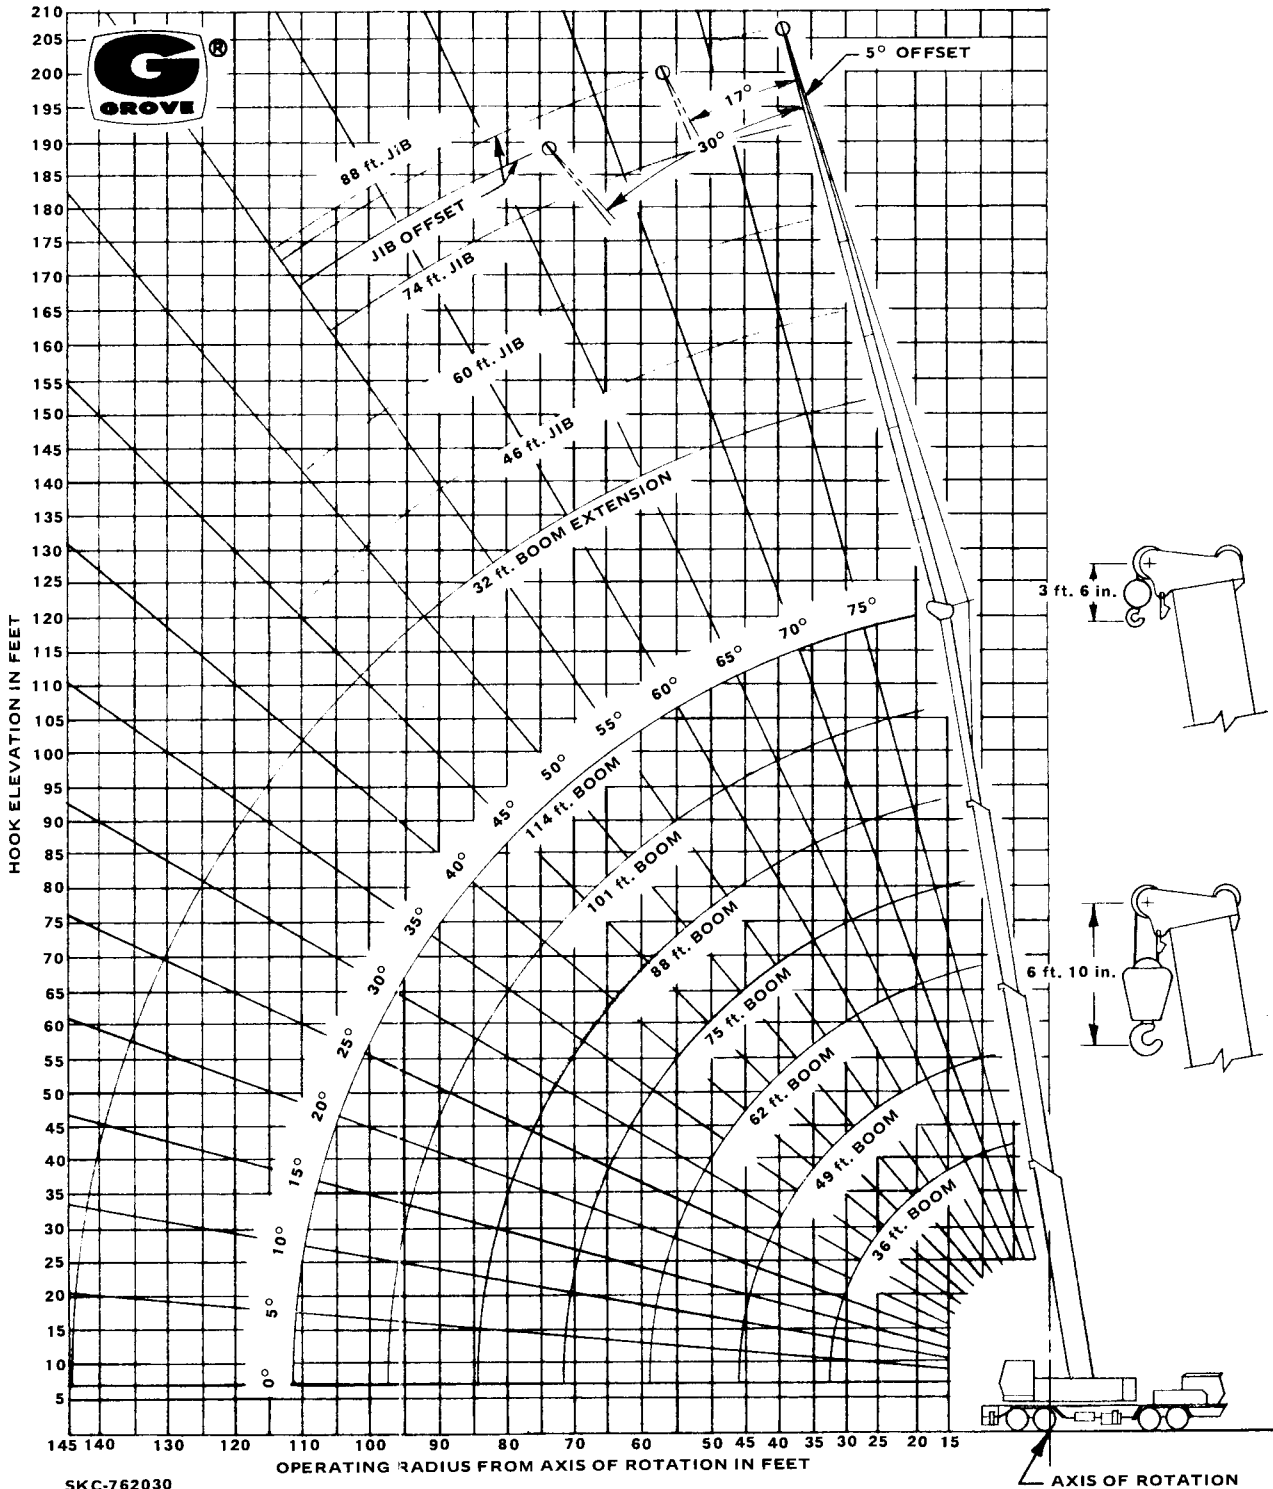 GROVE
®
HOOK ELEVATION IN FEET
210
205
200
195
190
185
180
175
170
165
160
155
150
145
140
135
130
125
120
115
110
105
100
95
90
85
80
75
70
65
60
55
50
45
40
35
30
25
20
15
10
5
5° OFFSET
17°
30°
88 ft. JIB
JIB OFFSET
74 ft. JIB
60 ft. JIB
46 ft. JIB
32 ft. BOOM EXTENSION
75°
70°
65°
60°
55°
50°
45°
40°
35°
30°
25°
20°
15°
10°
5°
0°
114 ft. BOOM
101 ft. BOOM
88 ft. BOOM
75 ft. BOOM
62 ft. BOOM
49 ft. BOOM
36 ft. BOOM
3 ft. 6 in.
6 ft. 10 in.
145 140 130 120 110 100 90 80 70 60 50 45 40 35 30 25 20 15
OPERATING RADIUS FROM AXIS OF ROTATION IN FEET
AXIS OF ROTATION
SKC-762030